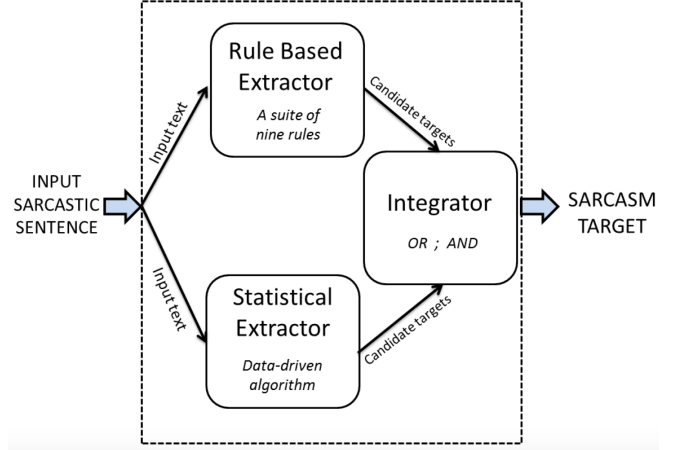 INPUT
SARCASTIC
SENTENCE
Input text
Input text
Rule Based
Extractor
A suite of
nine rules
Candidate targets
Statistical
Extractor
Data-driven
algorithm
Candidate targets
Integrator
OR ; AND
SARCASM
TARGET